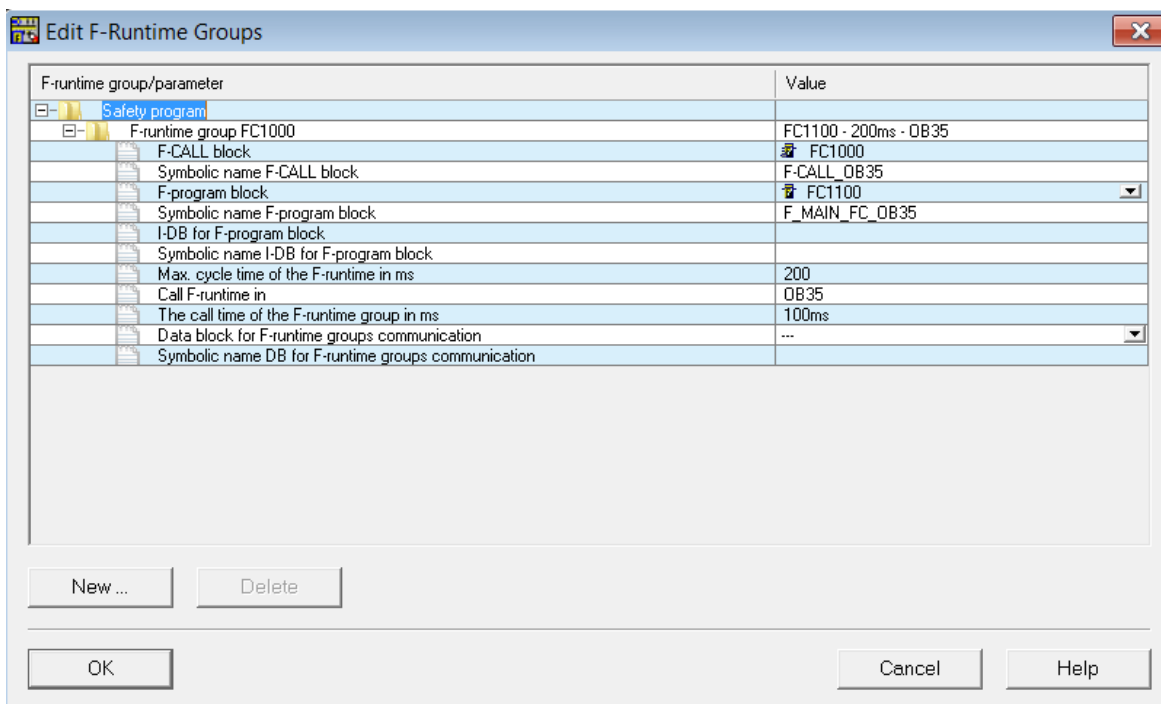 Edit F-Runtime Groups
F-runtime group/parameter Value
Safety program
F-runtime group FC1000 FC1100 - 200ms - OB35
F-CALL block FC1000
Symbolic name F-CALL block F-CALL_OB35
F-program block FC1100
Symbolic name F-program block F_MAIN_FC_OB35
I-DB for F-program block
Symbolic name I-DB for F-program block
Max. cycle time of the F-runtime in ms 200
Call F-runtime in OB35
The call time of the F-runtime group in ms 100ms
Data block for F-runtime groups communication ---
Symbolic name DB for F-runtime groups communication
New ... Delete
OK Cancel Help